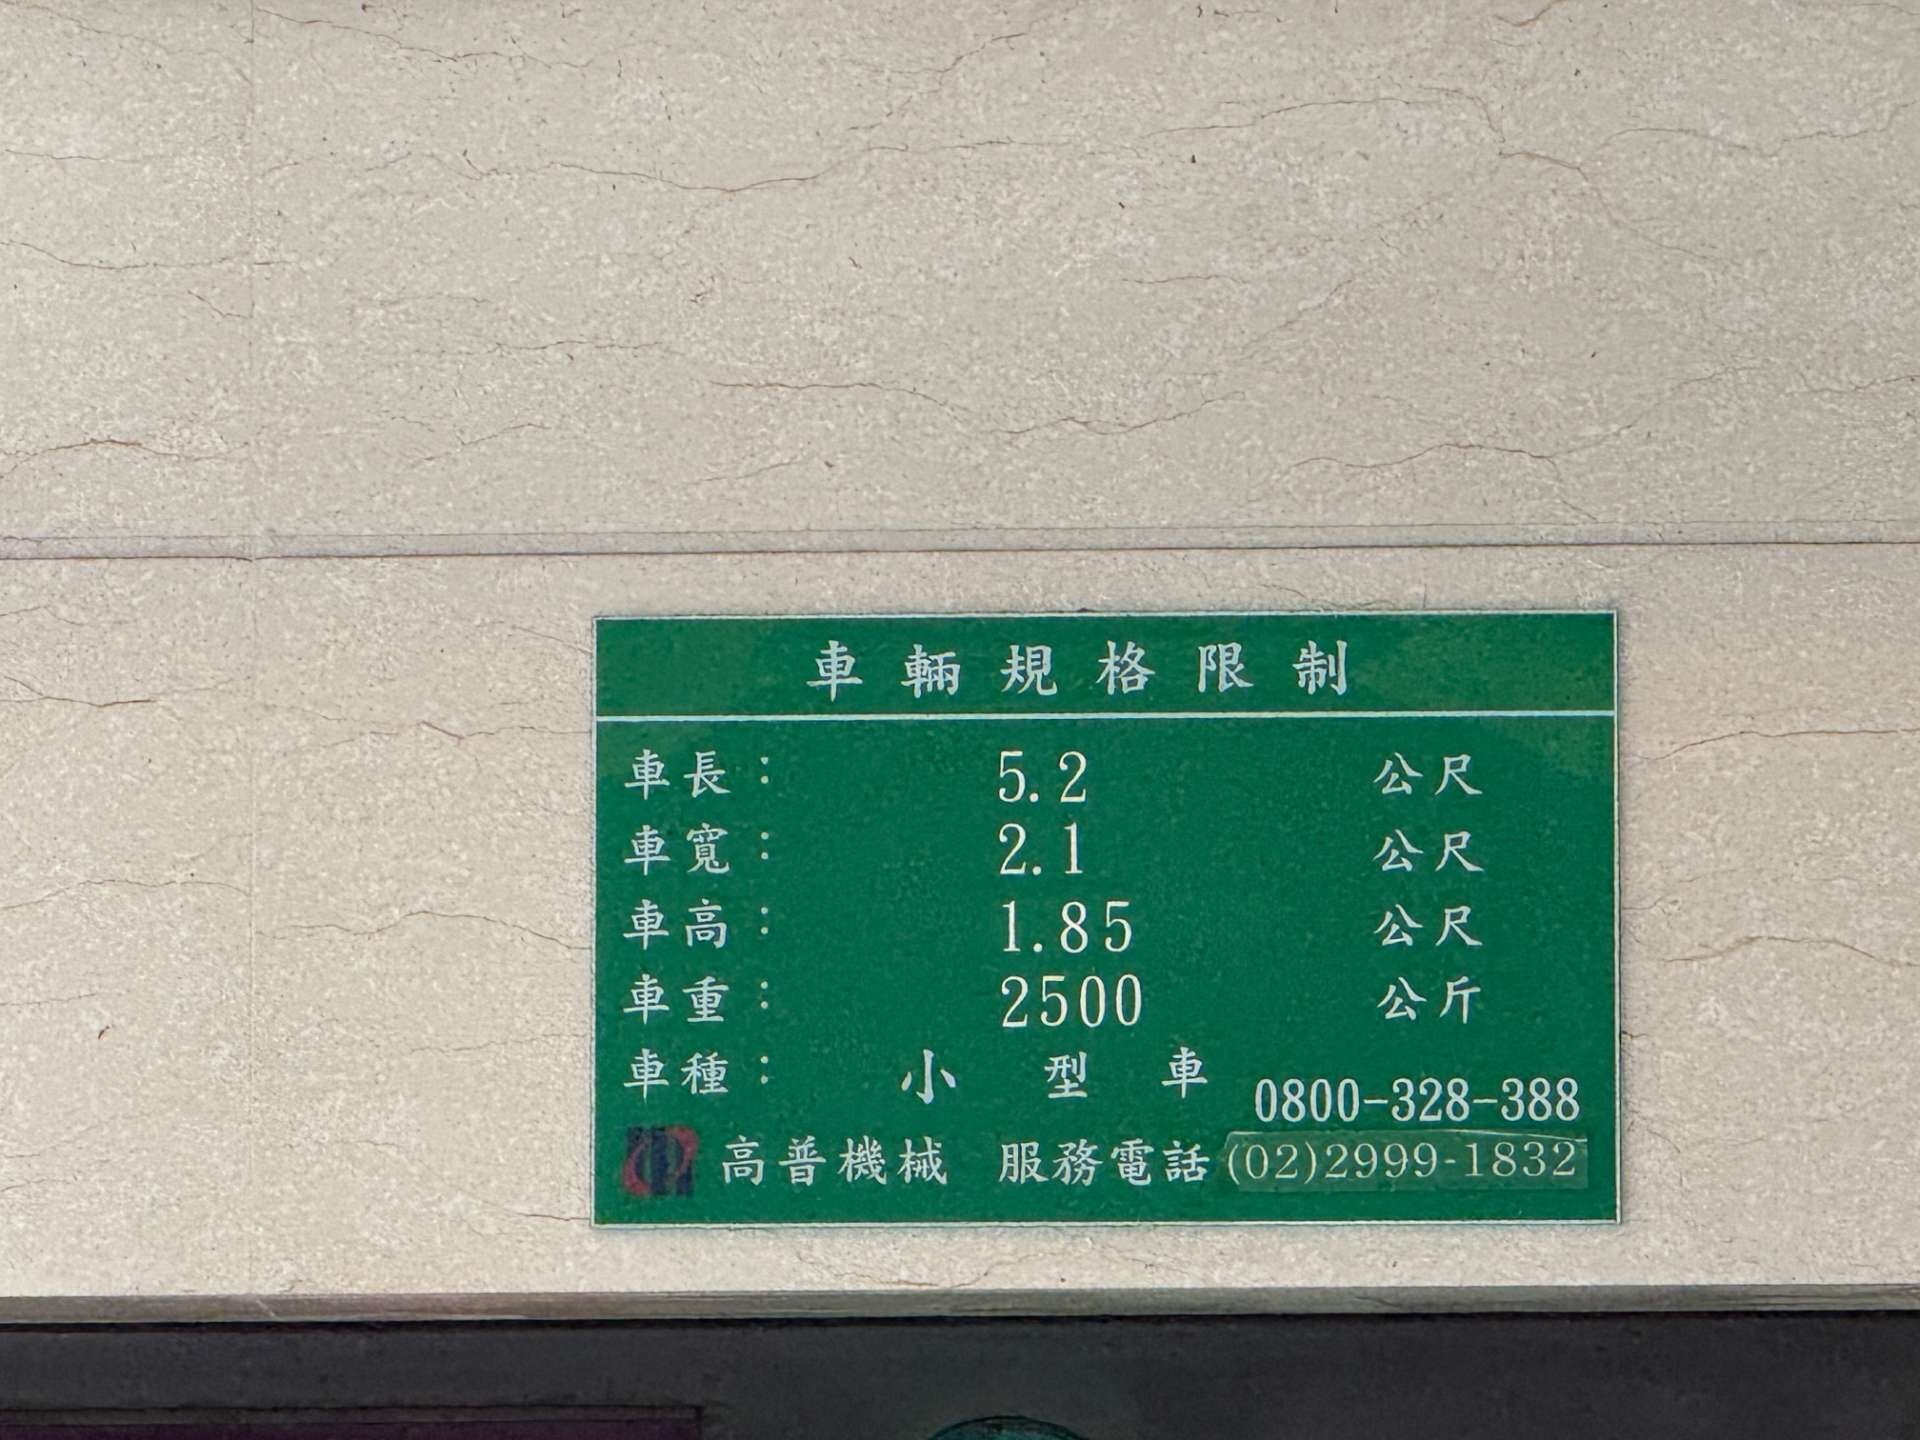 車輛規格限制
車長： 5.2 公尺
車寬： 2.1 公尺
車高： 1.85 公尺
車重： 2500 公斤
車種： 小型車
0800-328-388
高普機械 服務電話 (02)2999-1832